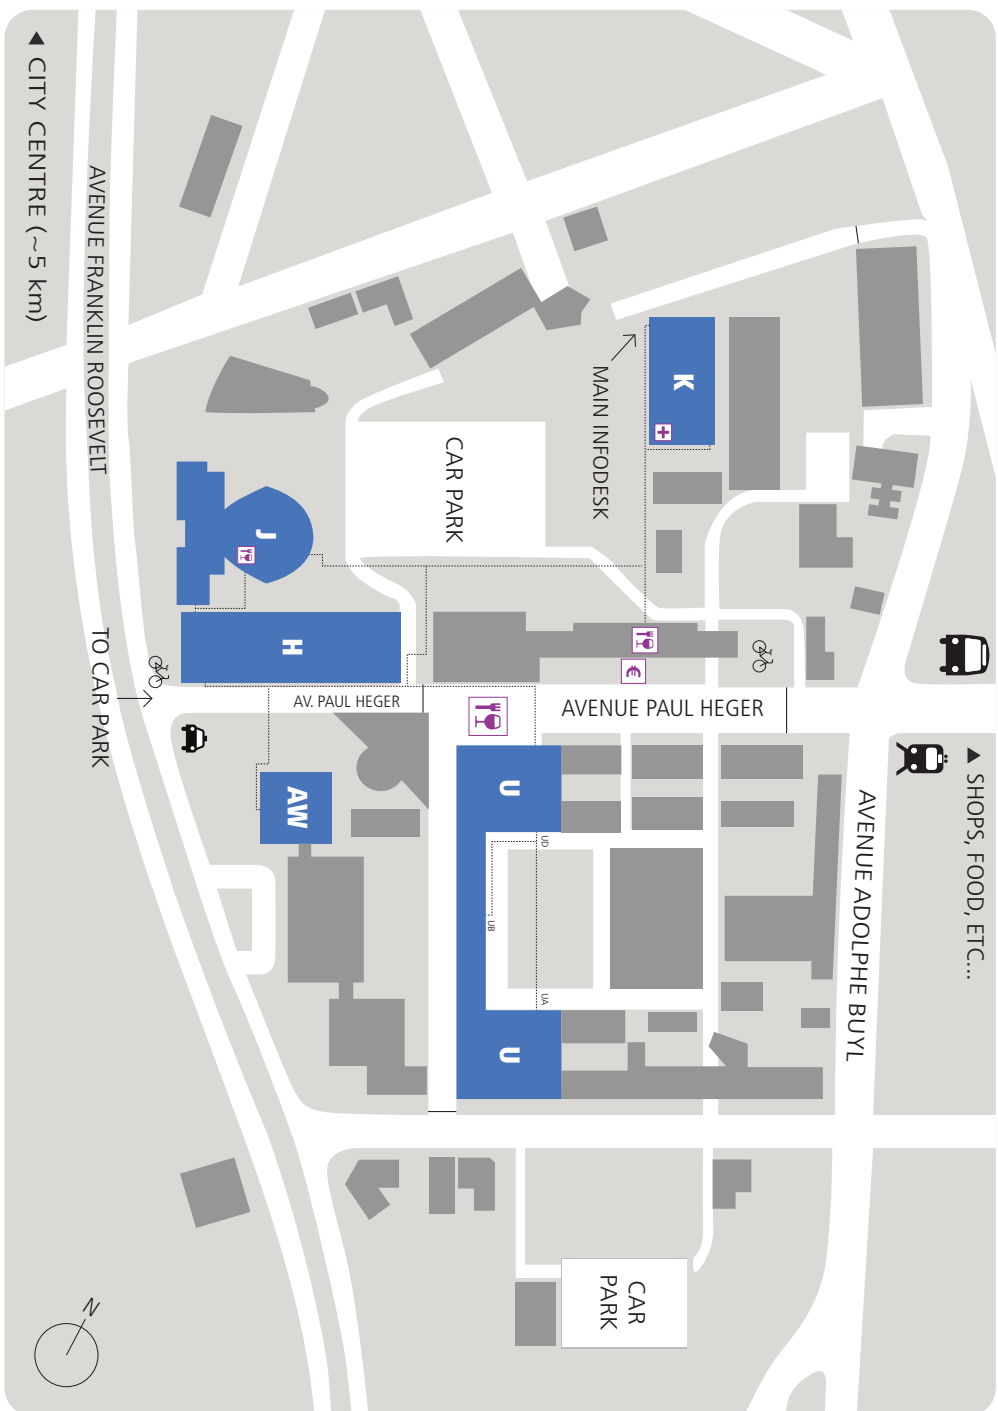 ◀ CITY CENTRE (~5 km)
AVENUE FRANKLIN ROOSEVELT
TO CAR PARK
J
H
AV. PAUL HEGER
AW
CAR PARK
MAIN INFODESK
K
€
AVENUE PAUL HEGER
U
UD
UB
UA
U
◀ SHOPS, FOOD, ETC...
AVENUE ADOLPHE BUYL
CAR
PARK
N